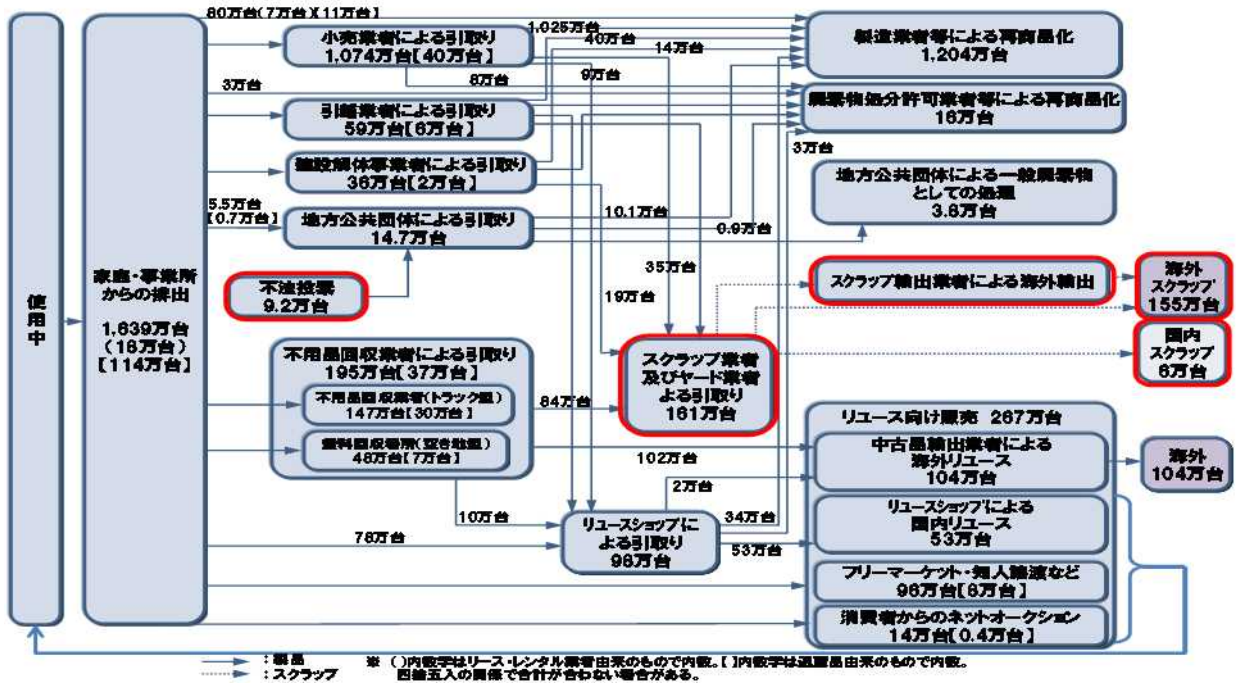 80万台(7万台)【11万台】
小売業者による引取り
1,074万台【40万台】
1,025万台
40万台
14万台
9万台
8万台
製造業者等による再商品化
1,204万台
3万台
引越業者による引取り
59万台【6万台】
廃棄物処分許可業者等による再商品化
16万台
3万台
建設解体事業者による引取り
36万台【2万台】
地方公共団体による一般廃棄物
としての処理
3.8万台
5.5万台
【0.7万台】
地方公共団体による引取り
14.7万台
10.1万台
0.9万台
使用中
家庭・事業所
からの排出
1,639万台
(18万台)
【114万台】
不法投棄
9.2万台
35万台
19万台
スクラップ輸出業者による海外輸出
海外
スクラップ
155万台
国内
スクラップ
6万台
不用品回収業者による引取り
195万台【37万台】
不用品回収業者(トラック型)
147万台【30万台】
無料回収場所(空き地型)
48万台【7万台】
84万台
スクラップ業者
及びヤード業者
よる引取り
161万台
102万台
リユース向け販売 267万台
中古品輸出業者による
海外リユース
104万台
海外
104万台
2万台
10万台
78万台
リユースショップに
よる引取り
98万台
34万台
53万台
リユースショップによる
国内リユース
53万台
フリーマーケット・知人譲渡など
96万台【8万台】
消費者からのネットオークション
14万台【0.4万台】
:製品
:スクラップ
※ ( )内数字はリース・レンタル業者由来のもので内数。【 】内数字は退蔵品由来のもので内数。
四捨五入の関係で合計が合わない場合がある。